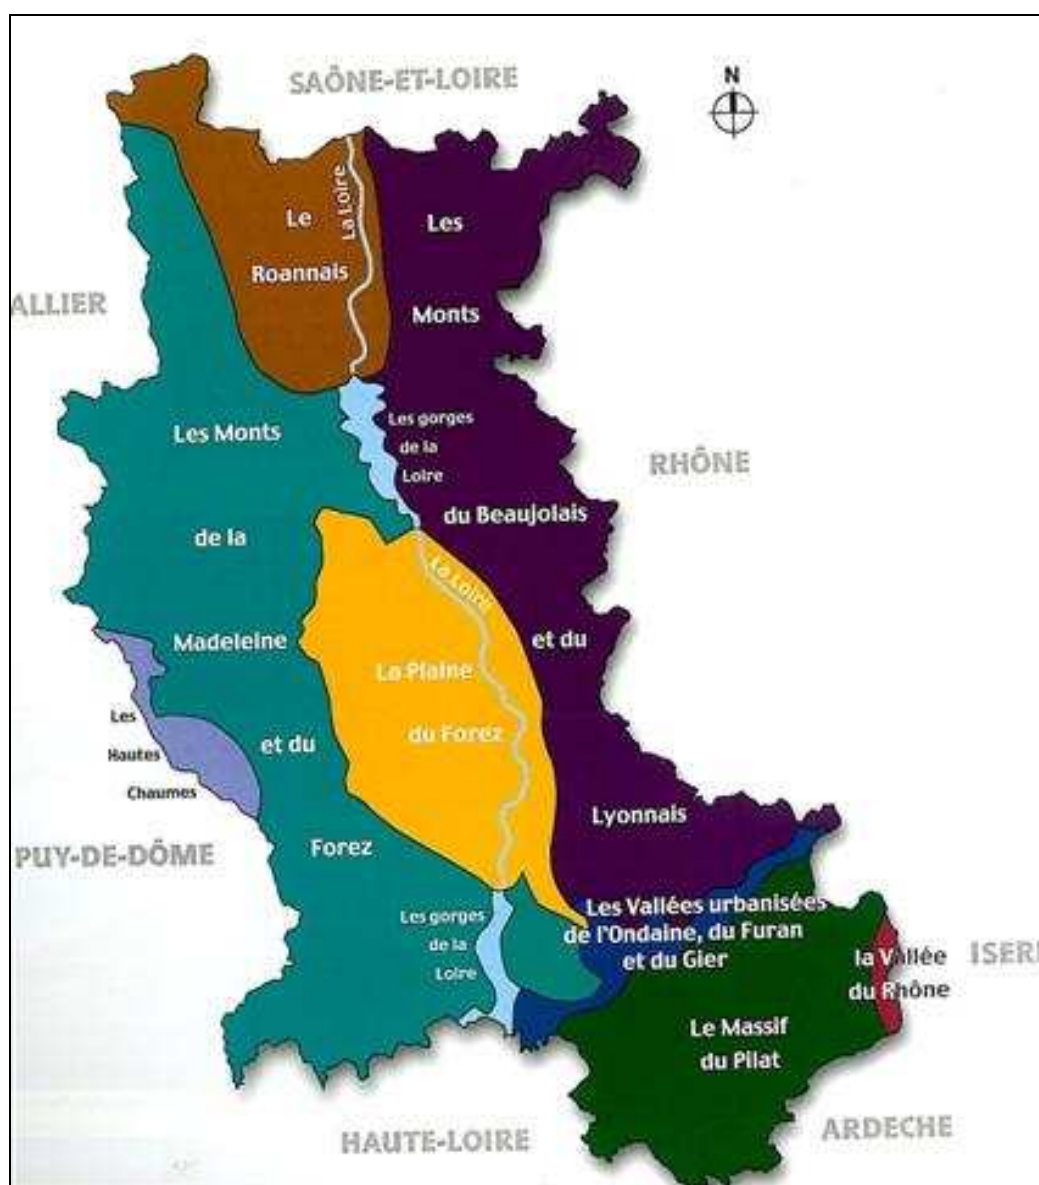 SAÔNE-ET-LOIRE
N
La Loire
Le
Roannais
Les
Monts
du Beaujolais
et du
Lyonnais
ALLIER
Les gorges
de la
Loire
Les Monts
de la
Madeleine
et du
Forez
RHÔNE
La Loire
La Plaine
du Forez
Les
Hautes
Chaumes
PUY-DE-DÔME
Les gorges
de la
Loire
Les Vallées urbanisées
de l'Ondaine, du Furan
et du Gier
la Vallée
du Rhône
ISER
Le Massif
du Pilat
HAUTE-LOIRE
ARDECHE